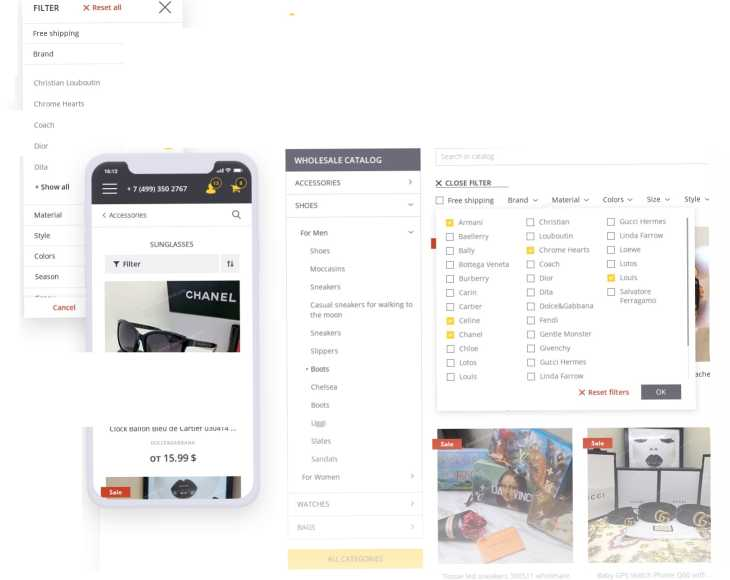 FILTER
Reset all
Free shipping
Brand
Christian Louboutin
Chrome Hearts
Coach
Dior
Dita
+ Show all
Material
Style
Colors
Season
Cancel
16:12
+ 7 (499) 350 2767
13
8
Accessories
SUNGLASSES
Filter
CHANEL
Clock Ballon Bleu de Cartier 030414 ...
DOLCE&GABBANA
от 15.99 $
Sale
WHOLESALE CATALOG
ACCESSORIES
SHOES
For Men
Shoes
Moccasins
Sneakers
Casual sneakers for walking to
the moon
Sneakers
Slippers
Boots
Chelsea
Boots
Uggi
Slates
Sandals
For Women
WATCHES
BAGS
ALL CATEGORIES
Search in catalog
CLOSE FILTER
Free shipping
Brand
Material
Colors
Size
Style
Armani
Baellerry
Bally
Bottega Veneta
Burberry
Carin
Cartier
Celine
Chanel
Chloe
Lotos
Louis
Christian
Louboutin
Chrome Hearts
Coach
Dior
Dita
Dolce&Gabbana
Fendi
Gentle Monster
Givenchy
Gucci Hermes
Linda Farrow
Gucci Hermes
Linda Farrow
Loewe
Lotos
Louis
Salvatore
Ferragamo
Reset filters
OK
Sale
DA VINCI
Sale
GUCCI
Baby GPS Watch Phone Q60 with